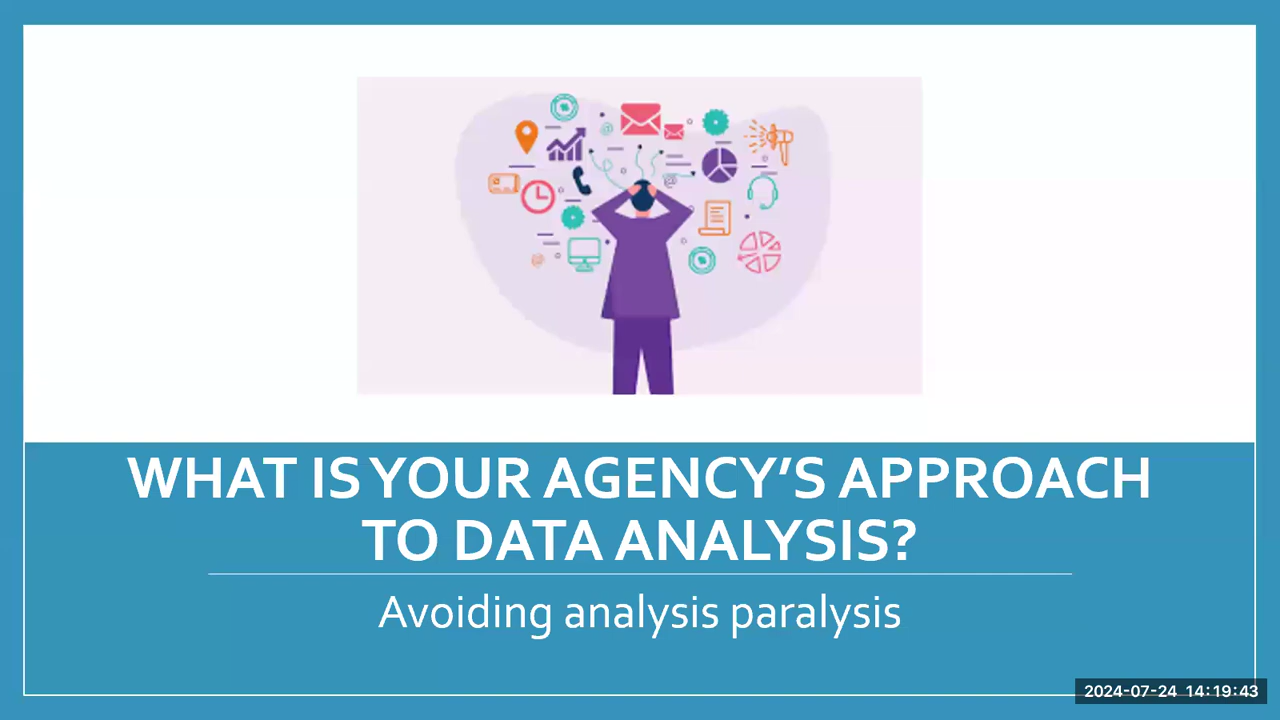 WHAT IS YOUR AGENCY'S APPROACH
TO DATA ANALYSIS?
Avoiding analysis paralysis
2024-07-24 14:19:43